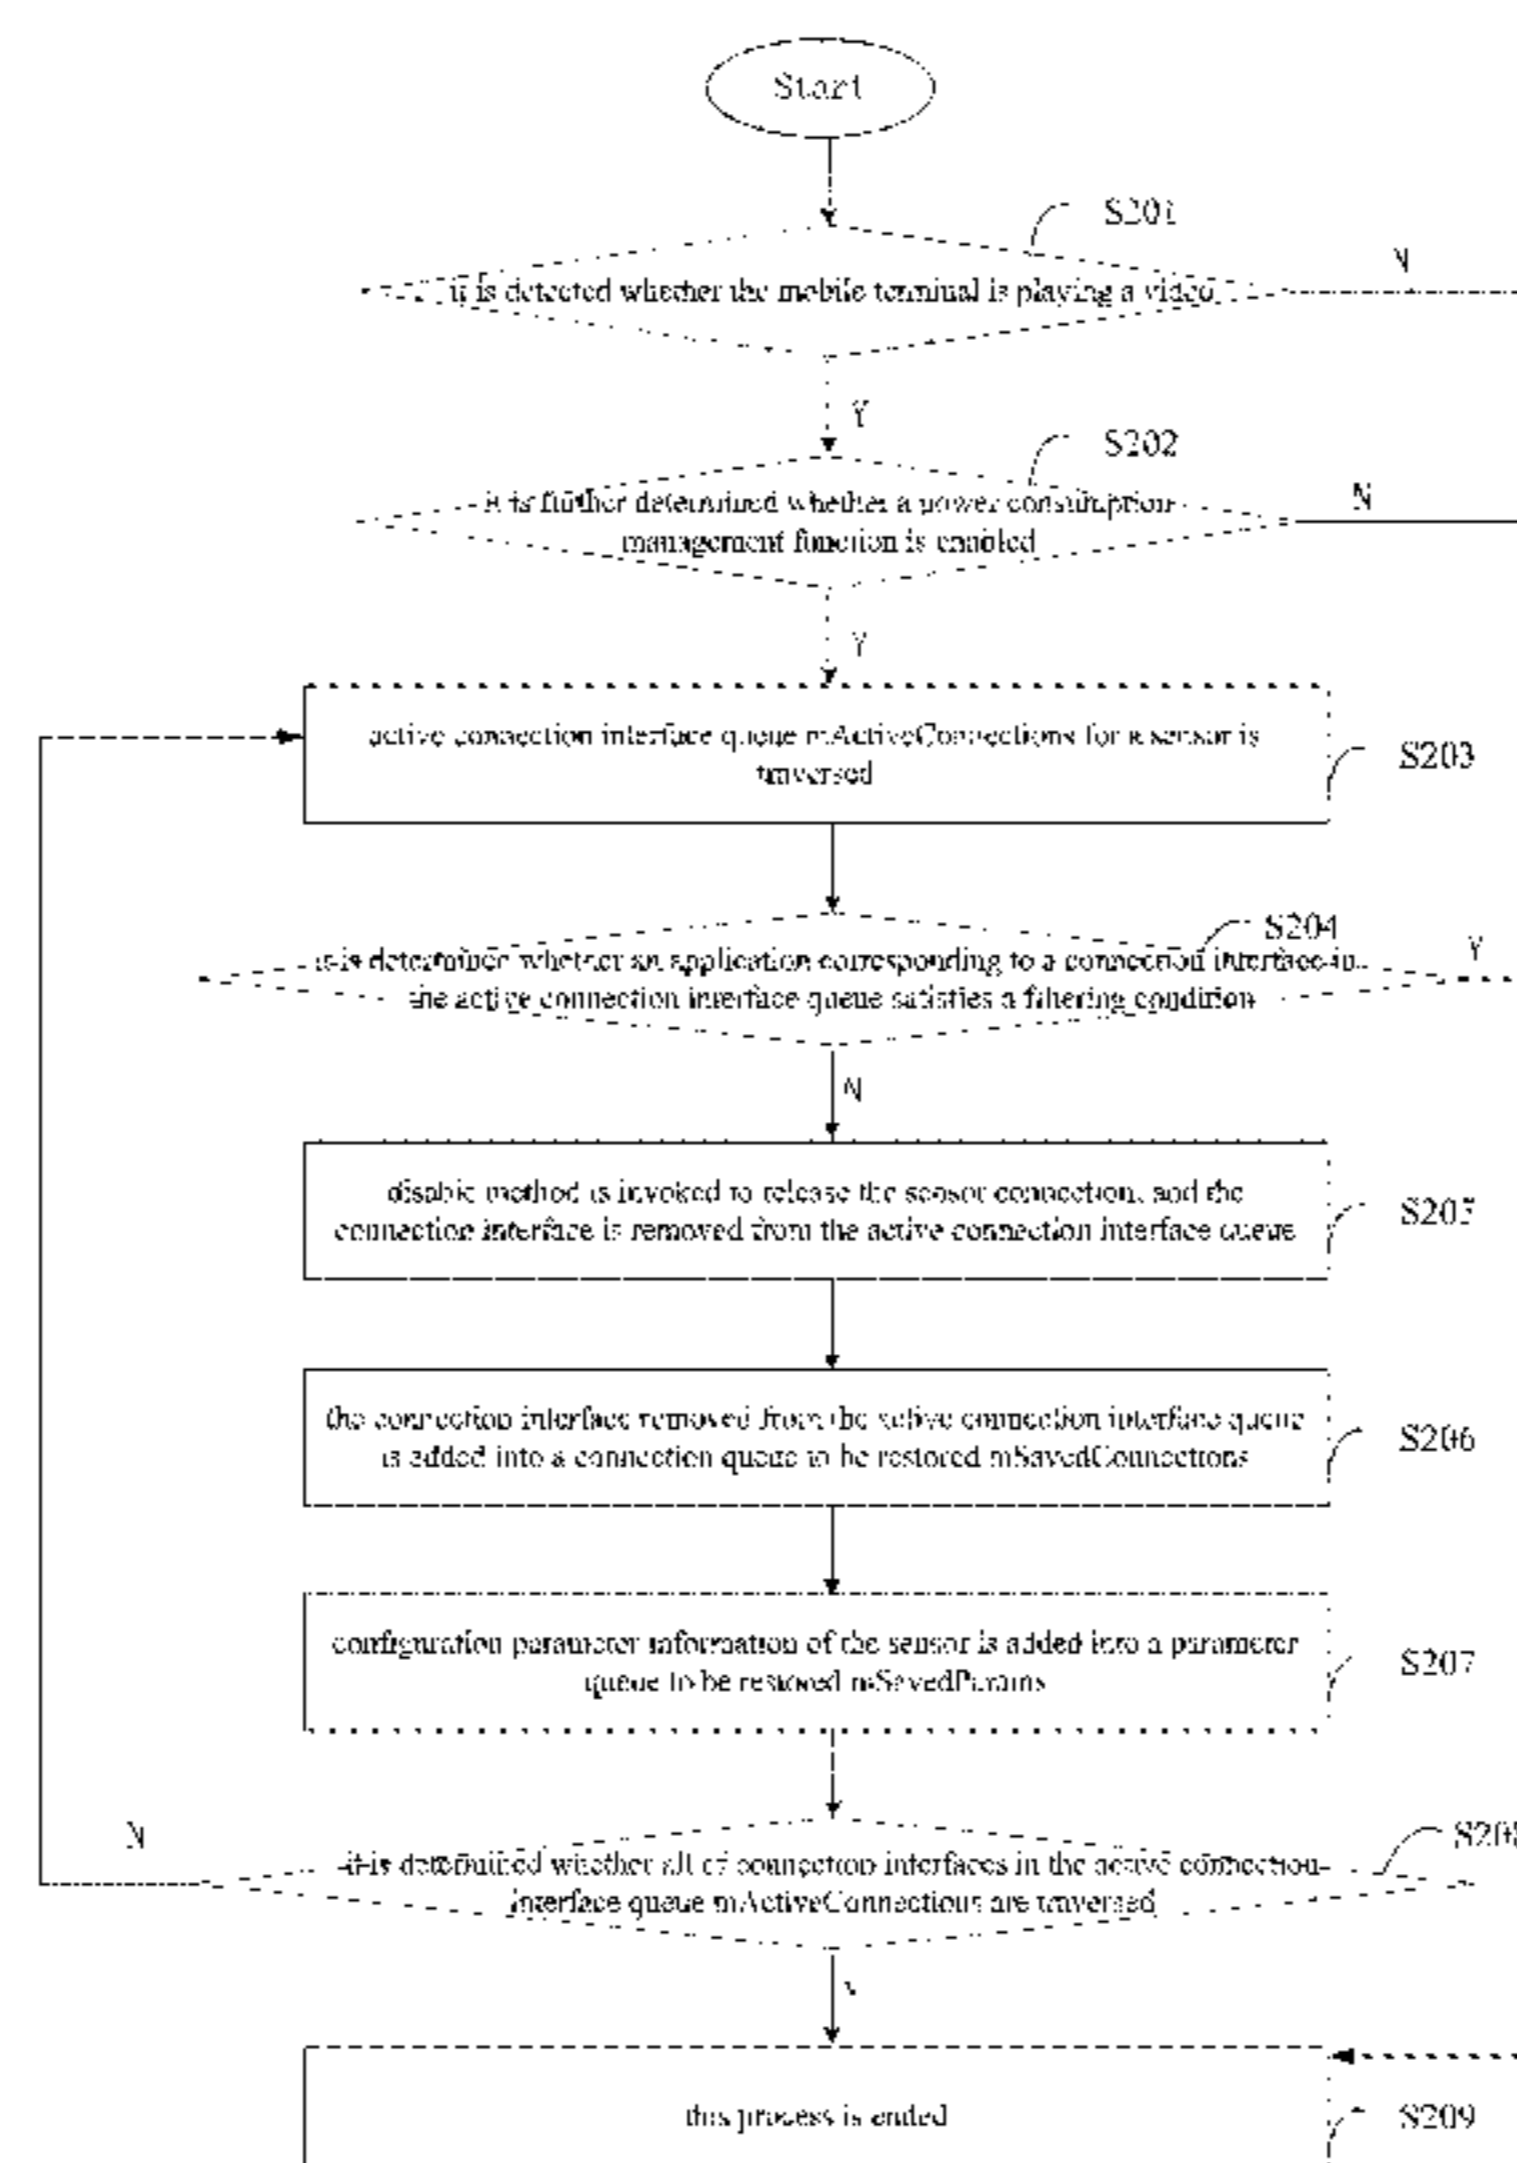 Start
S201
it is detected whether the mobile terminal is playing a video
N
Y
S202
it is further determined whether a power consumption
management function is enabled
N
Y
active connection interface queue mActiveConnections for a sensor is
traversed
S203
S204
it is determined whether an application corresponding to a connection interface in
the active connection interface queue satisfies a filtering condition
Y
N
disable method is invoked to release the sensor connection, and the
connection interface is removed from the active connection interface queue
S205
the connection interface removed from the active connection interface queue
is added into a connection queue to be restored mSavedConnections
S206
configuration parameter information of the sensor is added into a parameter
queue to be restored mSavedParams
S207
N
S208
it is determined whether all of connection interfaces in the active connection
interface queue mActiveConnections are traversed
this process is ended
S209